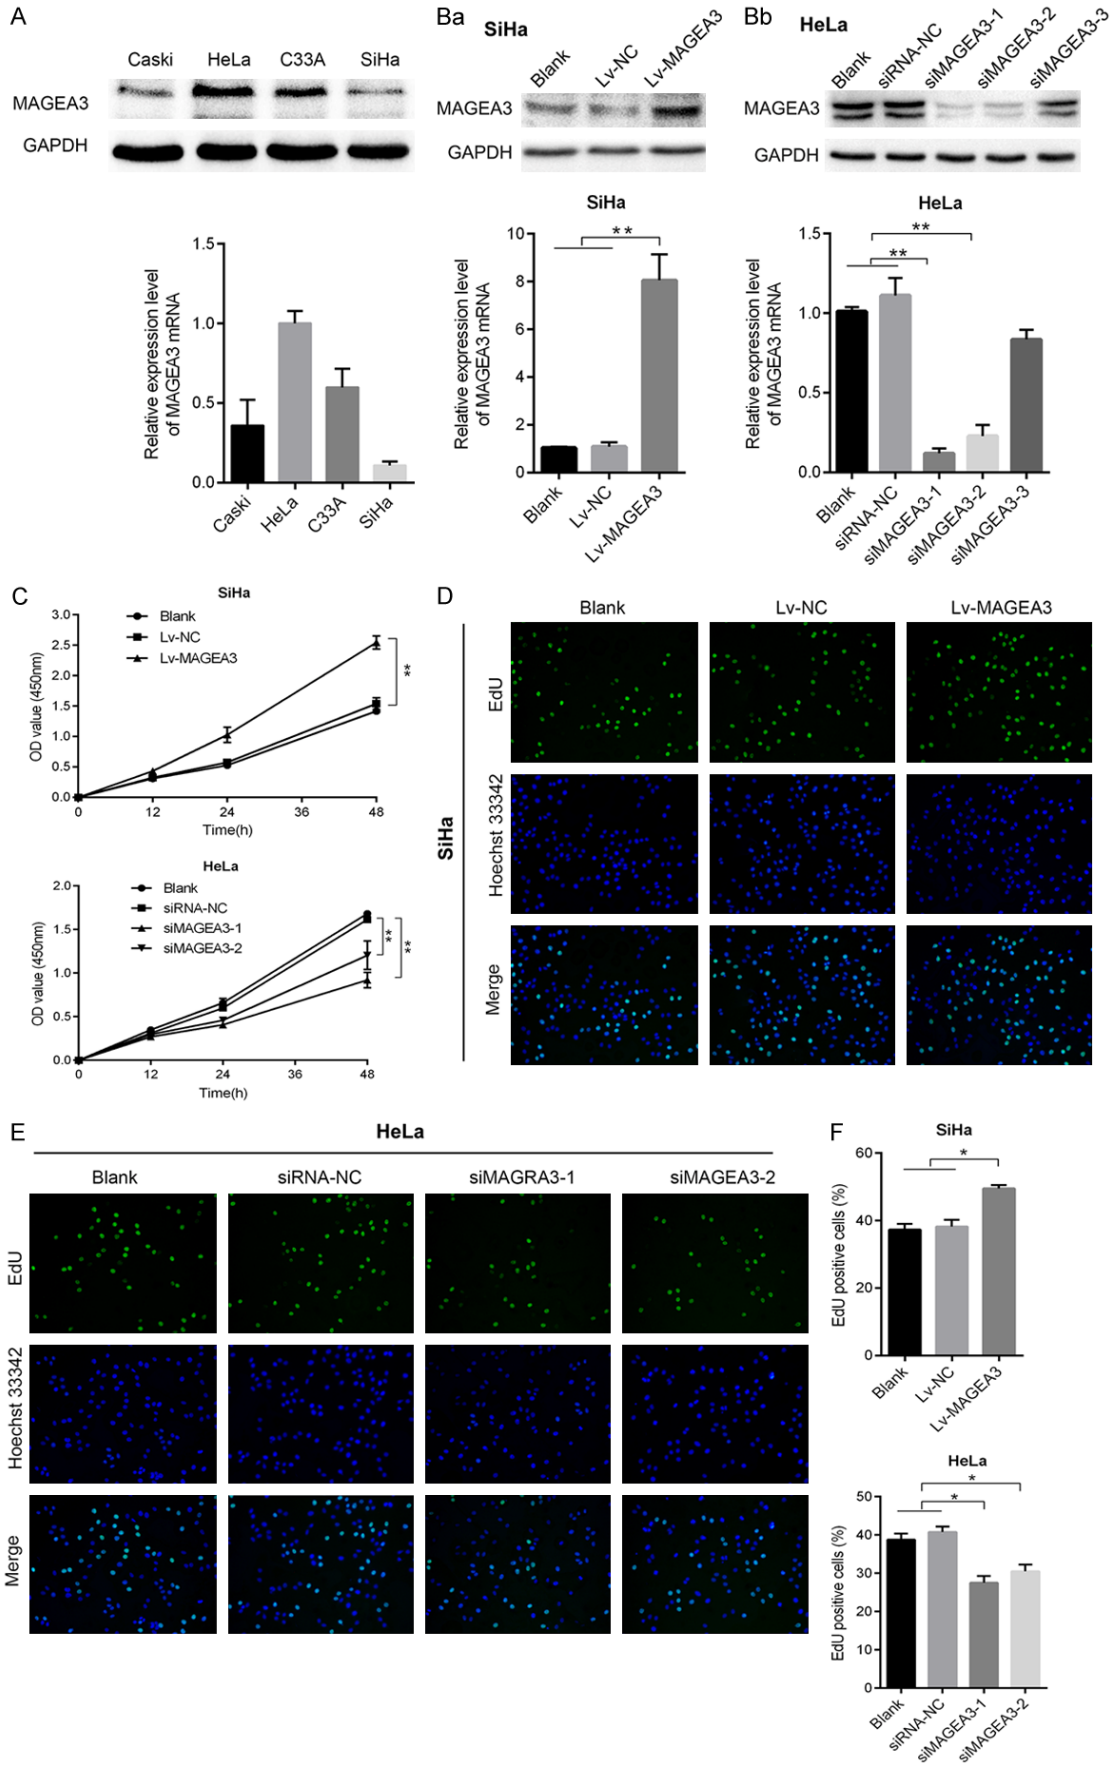 A
Caski HeLa C33A SiHa
MAGEA3
GAPDH
Relative expression level
of MAGEA3 mRNA
1.5
1.0
0.5
0.0
Caski
HeLa
C33A
SiHa
Ba
SiHa
Blank
Lv-NC
Lv-MAGEA3
MAGEA3
GAPDH
SiHa
Relative expression level
of MAGEA3 mRNA
10
8
6
4
2
0
**
Blank
Lv-NC
Lv-MAGEA3
Bb
HeLa
Blank
siRNA-NC
siMAGEA3-1
siMAGEA3-2
siMAGEA3-3
MAGEA3
GAPDH
HeLa
Relative expression level
of MAGEA3 mRNA
1.5
1.0
0.5
0.0
**
**
Blank
siRNA-NC
siMAGEA3-1
siMAGEA3-2
siMAGEA3-3
C
SiHa
Blank
Lv-NC
Lv-MAGEA3
OD value (450nm)
3.0
2.5
2.0
1.5
1.0
0.5
0.0
**
0 12 24 36 48
Time(h)
HeLa
Blank
siRNA-NC
siMAGEA3-1
siMAGEA3-2
OD value (450nm)
2.0
1.5
1.0
0.5
0.0
**
**
0 12 24 36 48
Time(h)
D
Blank Lv-NC Lv-MAGEA3
SiHa
EdU
Hoechst 33342
Merge
E
HeLa
Blank siRNA-NC siMAGRA3-1 siMAGEA3-2
EdU
Hoechst 33342
Merge
F
SiHa
EdU positive cells (%)
60
40
20
0
*
Blank
Lv-NC
Lv-MAGEA3
HeLa
EdU positive cells (%)
50
40
30
20
10
0
*
*
Blank
siRNA-NC
siMAGEA3-1
siMAGEA3-2